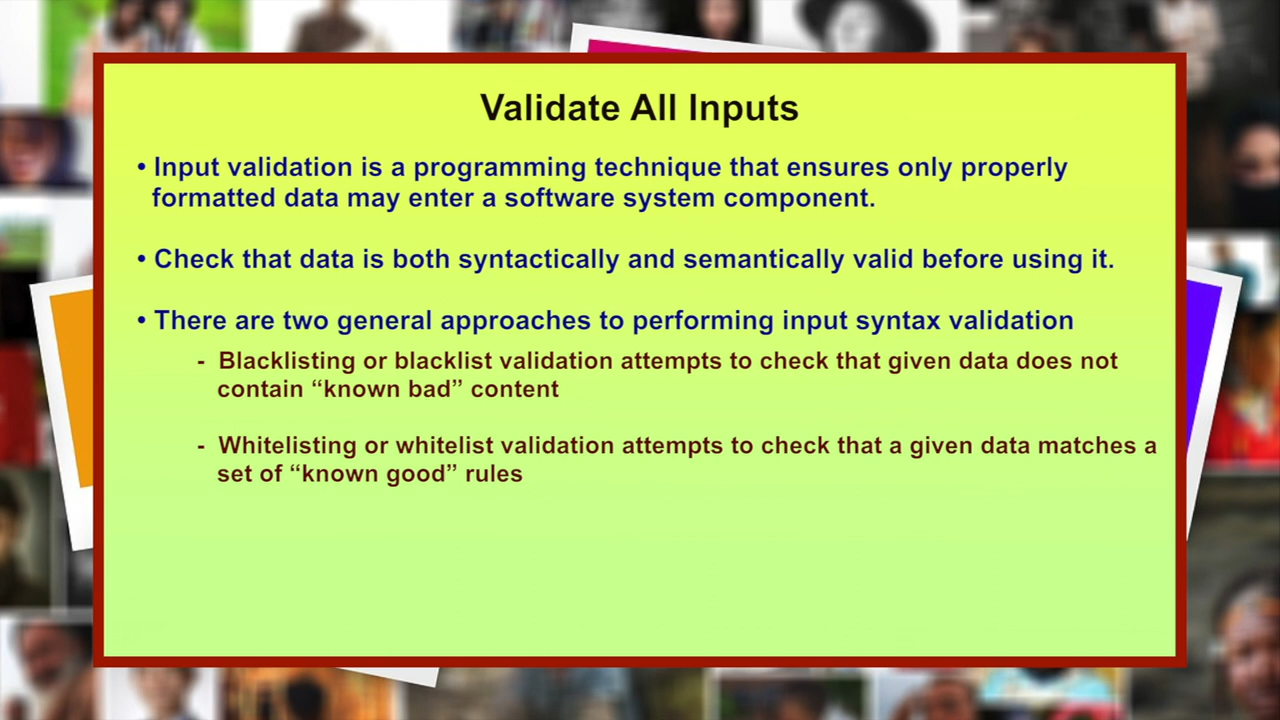 Validate All Inputs
• Input validation is a programming technique that ensures only properly
formatted data may enter a software system component.
• Check that data is both syntactically and semantically valid before using it.
• There are two general approaches to performing input syntax validation
- Blacklisting or blacklist validation attempts to check that given data does not
contain “known bad” content
- Whitelisting or whitelist validation attempts to check that a given data matches a
set of “known good” rules